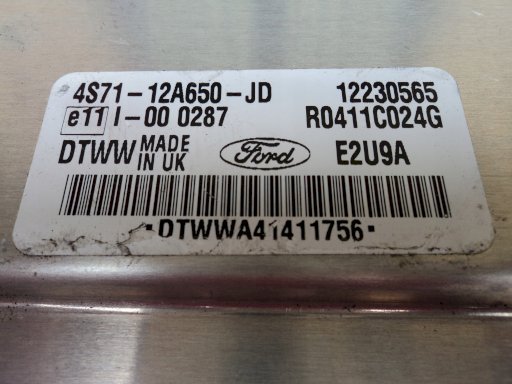 4S71-12A650-JD 12230565
e11 I-00 0287 R0411C024G
DTWW MADE IN UK Ford E2U9A
DTWWA41411756